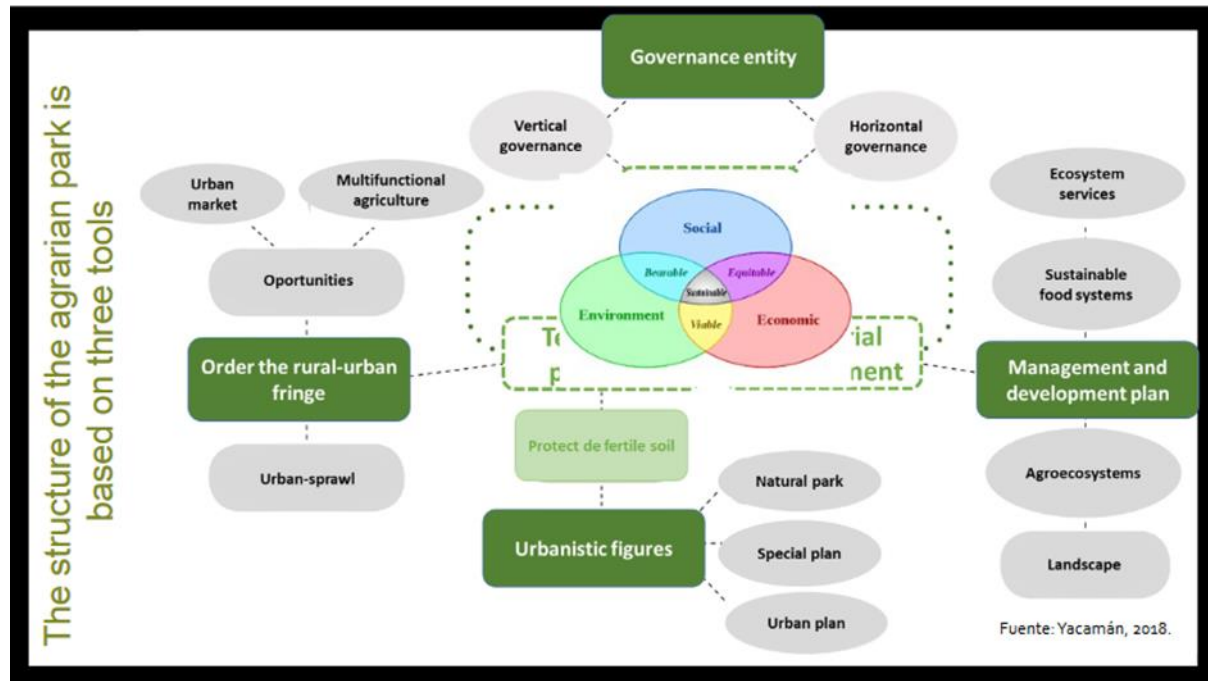 The structure of the agrarian park is
based on three tools
Governance entity
Vertical
governance
Horizontal
governance
Urban
market
Multifunctional
agriculture
Oportunities
Order the rural-urban
fringe
Urban-sprawl
Social
Bearable
Equitable
Sustainable
Environment
Viable
Economic
Protect de fertile soil
Urbanistic figures
Natural park
Special plan
Urban plan
Ecosystem
services
Sustainable
food systems
Management and
development plan
Agroecosystems
Landscape
Fuente: Yacamán, 2018.